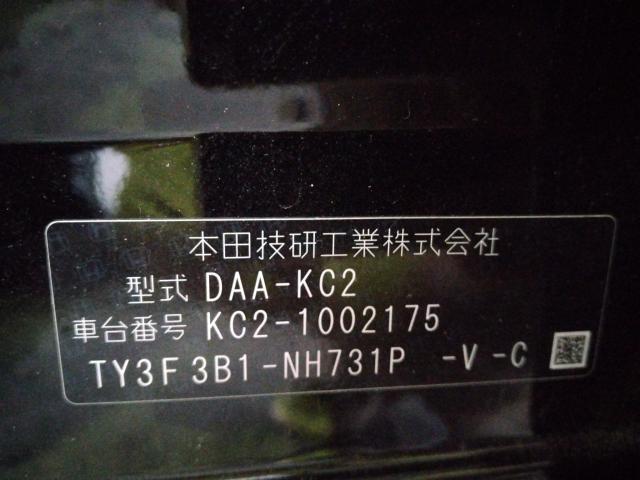 本田技研工業株式会社
型式 DAA-KC2
車台番号 KC2-1002175
TY3F 3B1-NH731P -V-C